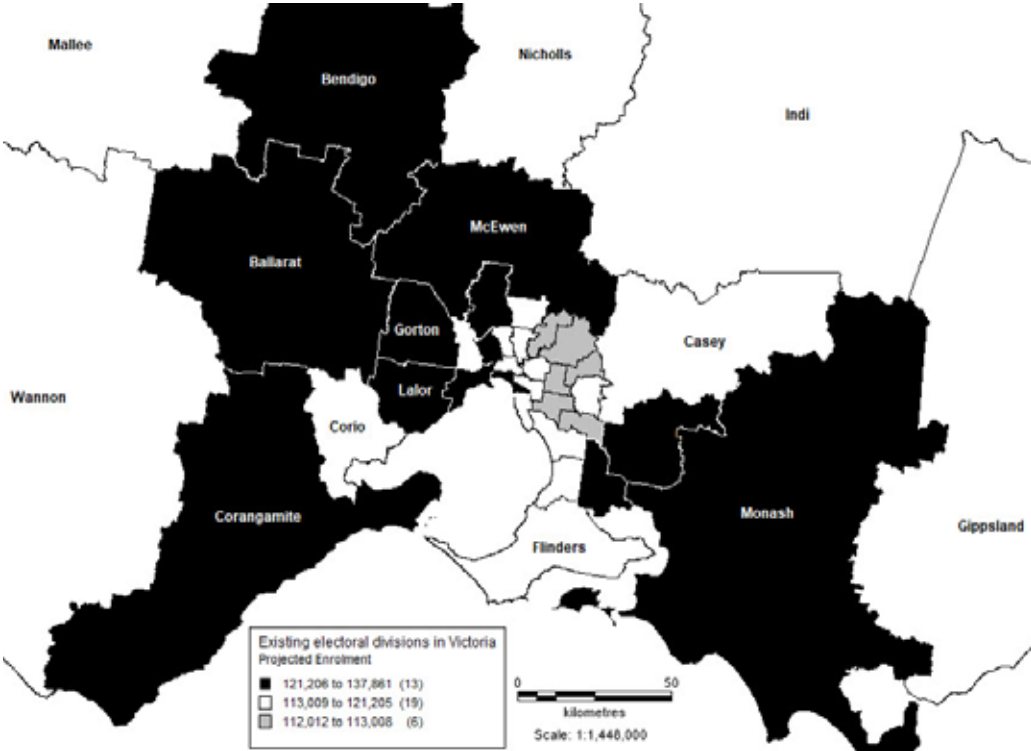 Mallee
Nicholls
Bendigo
Indi
McEwen
Ballarat
Gorton
Casey
Lalor
Wannon
Corio
Corangamite
Monash
Gippsland
Flinders
Existing electoral divisions in Victoria
Projected Enrolment
121,206 to 137,861 (13)
113,009 to 121,205 (19)
112,012 to 113,008 (6)
0 50
kilometres
Scale: 1:1,448,000